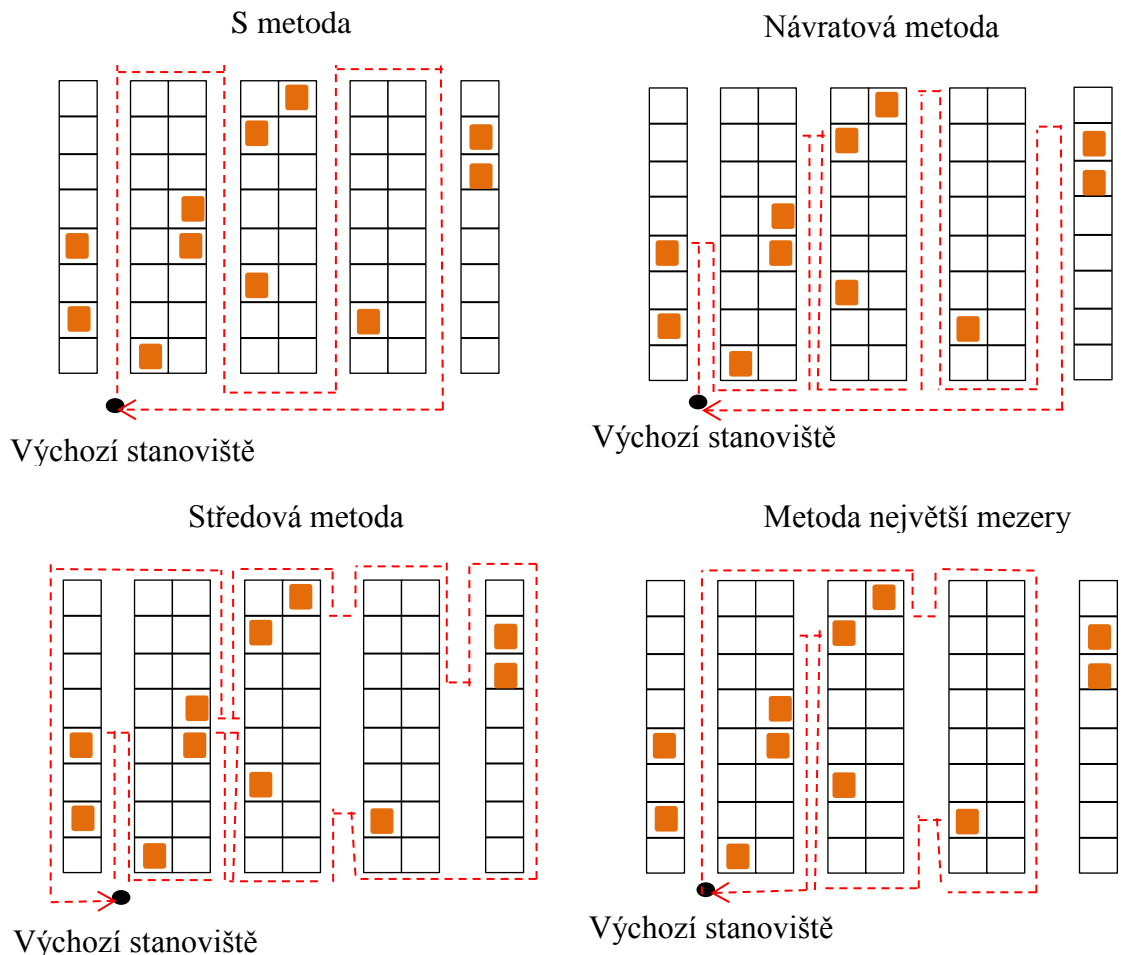 S metoda
Návratová metoda
Výchozí stanoviště
Výchozí stanoviště
Středová metoda
Metoda největší mezery
Výchozí stanoviště
Výchozí stanoviště